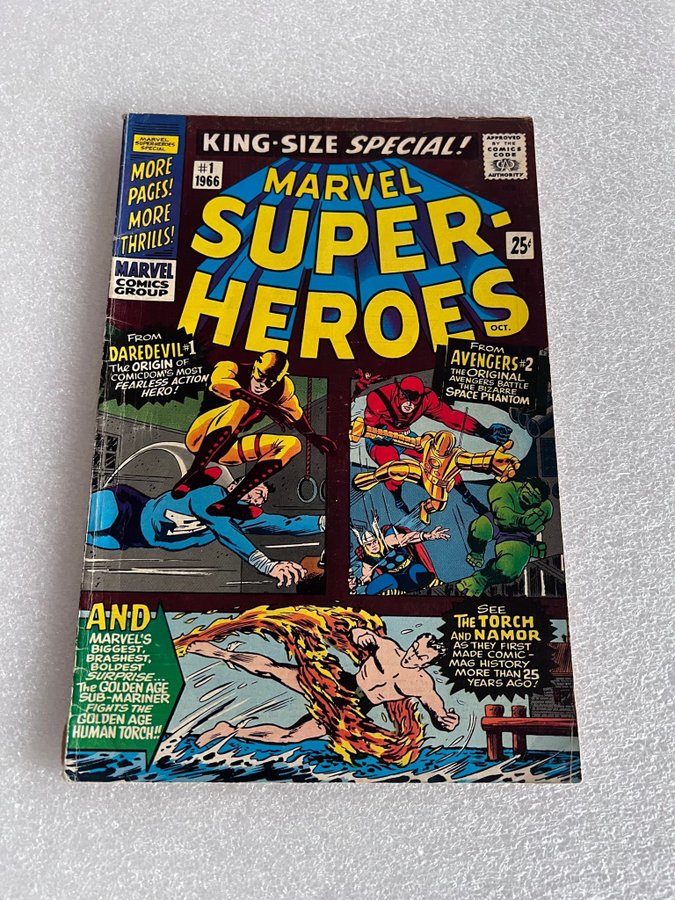 MARVEL
SUPERHEROES
SPECIAL
MORE
PAGES!
MORE
THRILLS!
MARVEL
COMICS
GROUP
KING-SIZE SPECIAL!
#1
1966
APPROVED
BY THE
COMICS
CODE
AUTHORITY
MARVEL
SUPER-
HEROES
25¢
OCT.
FROM
DAREDEVIL #1
THE ORIGIN OF
COMICDOM'S MOST
FEARLESS ACTION
HERO!
FROM
AVENGERS #2
THE ORIGINAL
AVENGERS BATTLE
THE BIZARRE
SPACE PHANTOM
AND
MARVEL'S
BIGGEST,
BRASHEST,
BOLDEST
SURPRISE...
THE GOLDEN AGE
SUB-MARINER
FIGHTS THE
GOLDEN AGE
HUMAN TORCH!!
SEE
THE TORCH
AND NAMOR
AS THEY FIRST
MADE COMIC-
MAG HISTORY
MORE THAN 25
YEARS AGO!